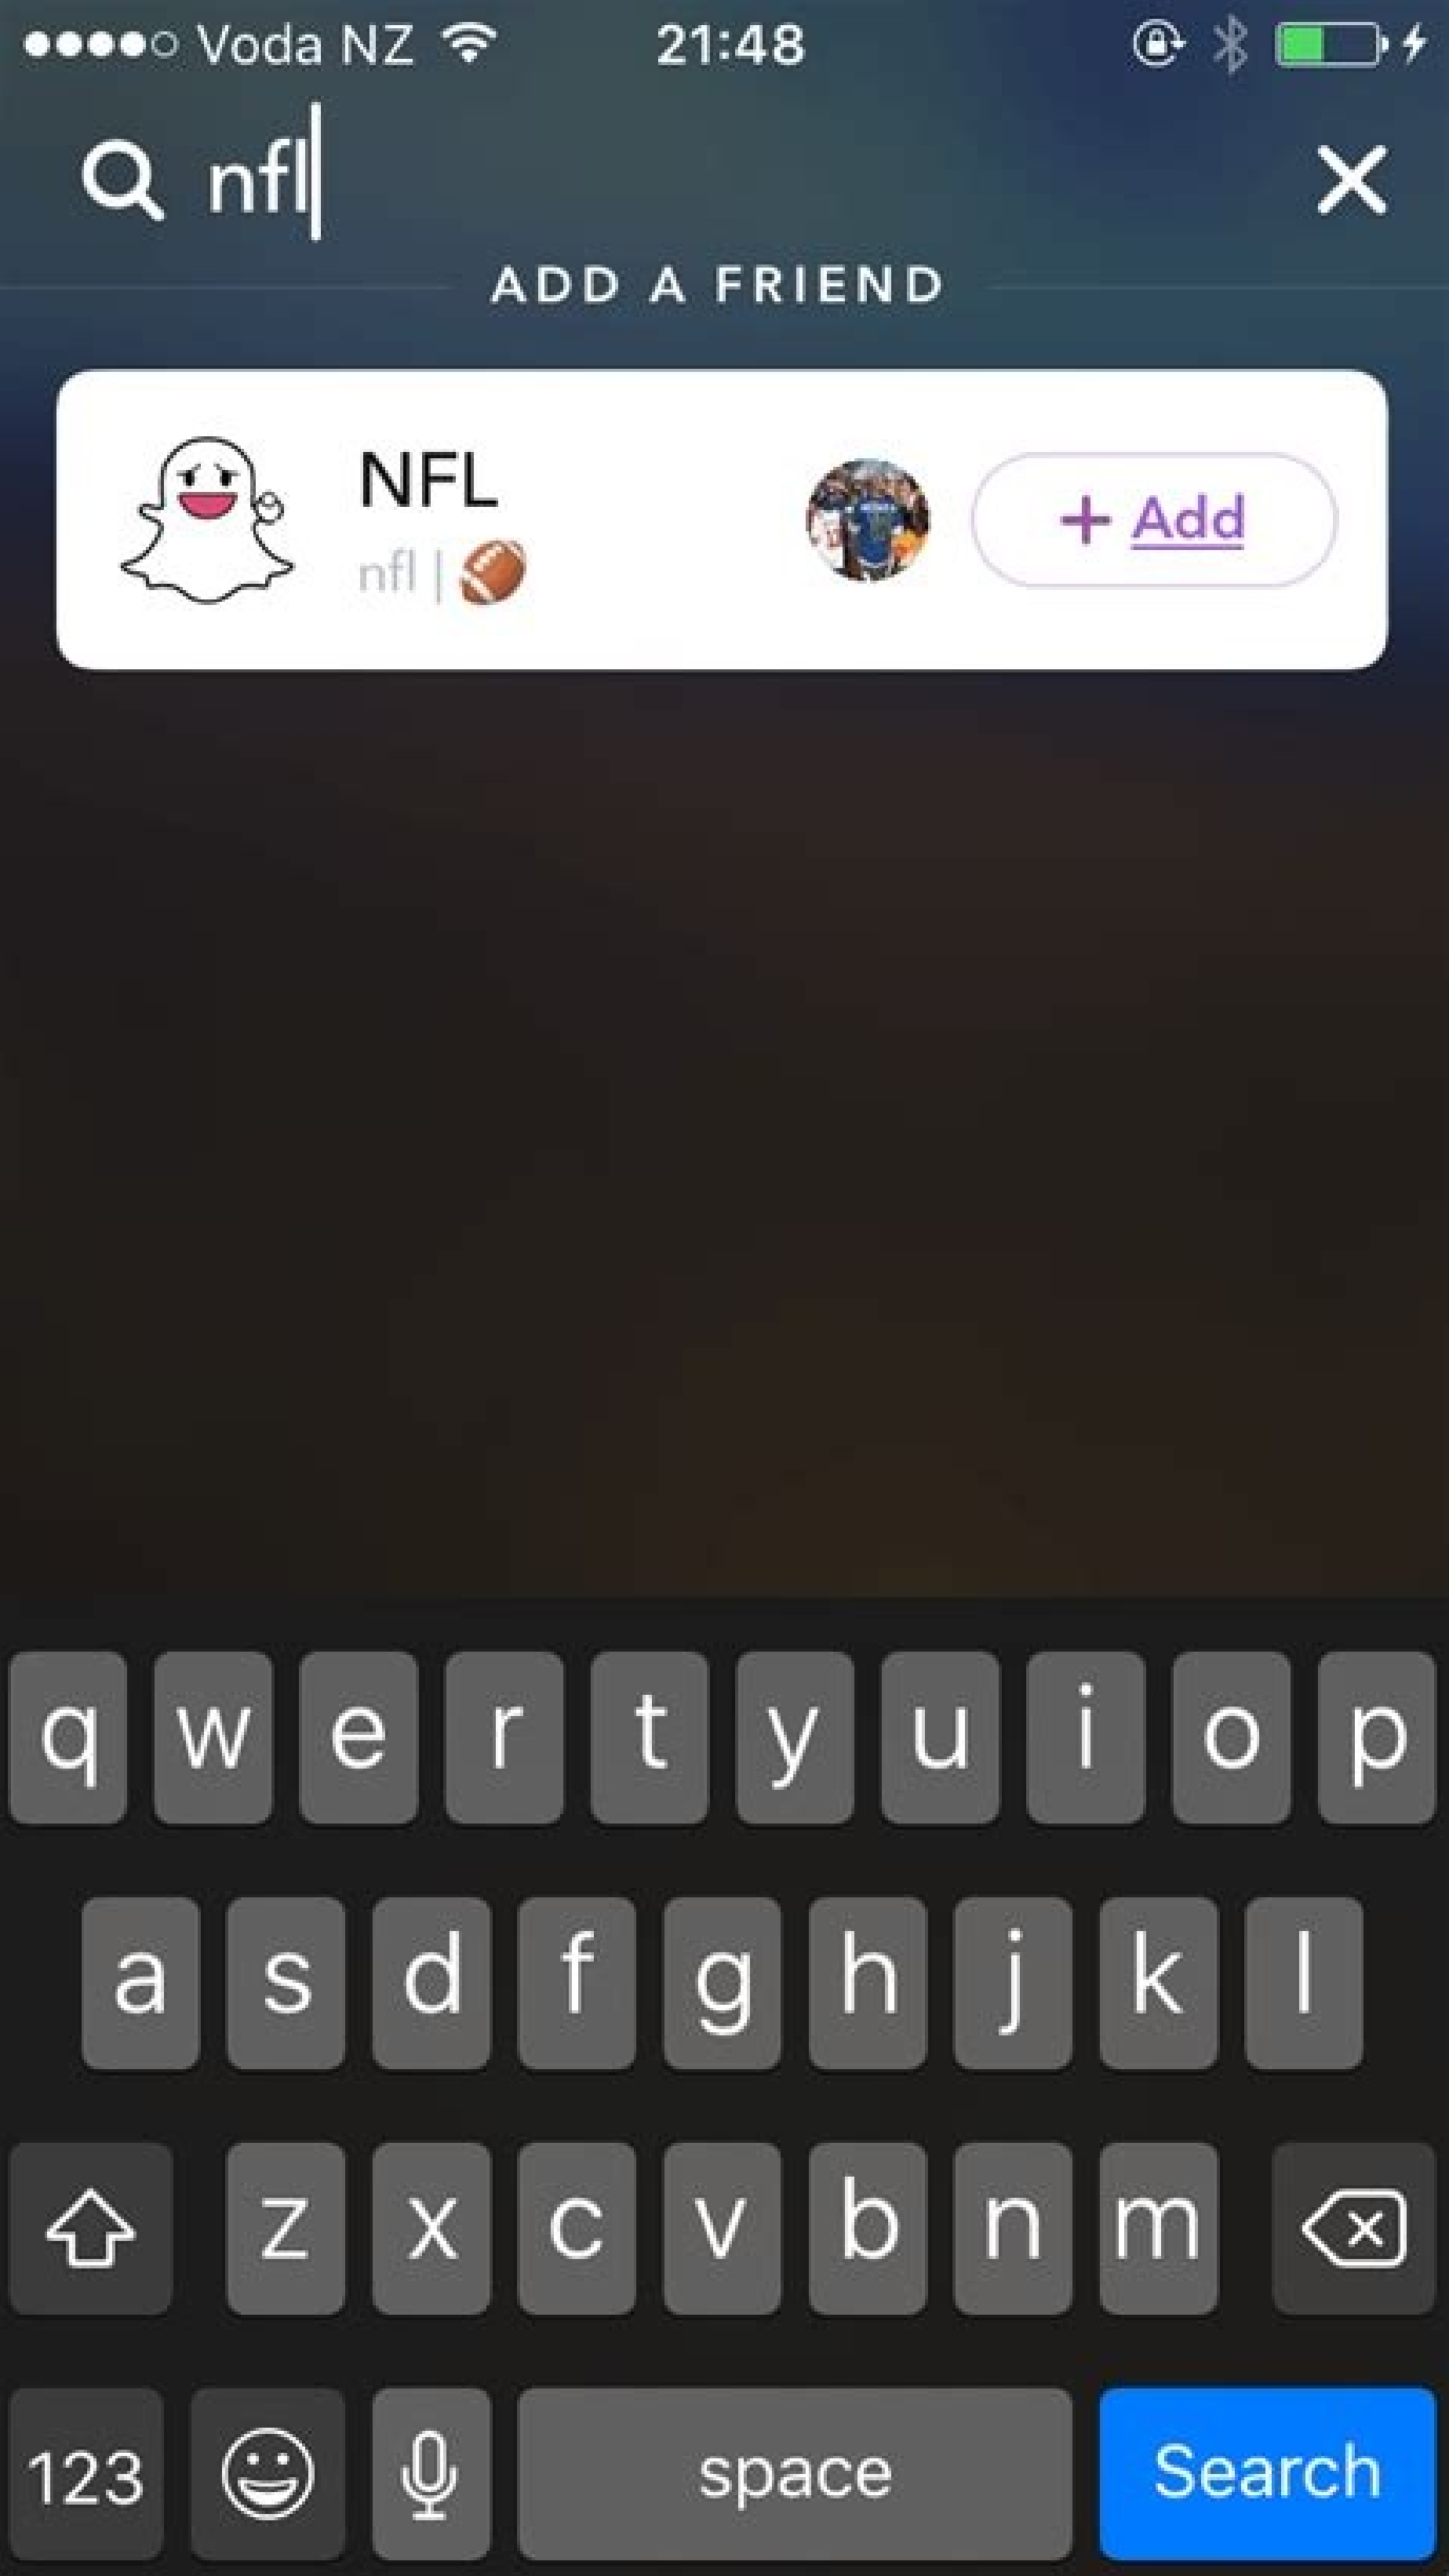 Voda NZ 21:48
nfl
ADD A FRIEND
NFL
nfl | 🏈
+ Add
q w e r t y u i o p
a s d f g h j k l
z x c v b n m
123 space Search